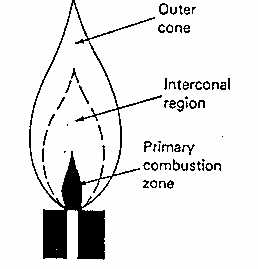 Outer
cone
Interconal
region
Primary
combustion
zone